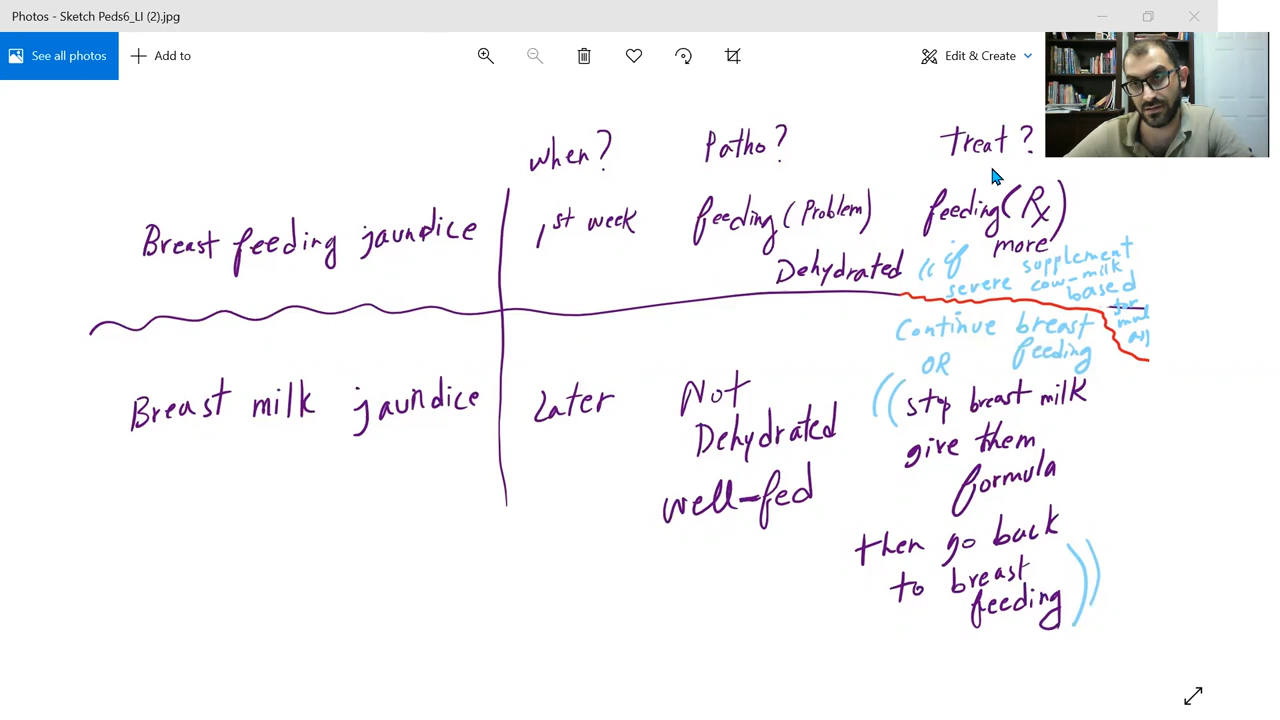 Photos - Sketch Peds6_LI (2).jpg
See all photos
Add to
Edit & Create
when?
Patho?
Treat?
Breast feeding jaundice
1st week
feeding (Problem)
Dehydrated
feeding (Rx)
more
((if severe supplement
cow-milk
based
Breast milk jaundice
Later
Not
Dehydrated
well-fed
Continue breast
feeding
OR
((stop breast milk
give them
formula
then go back
to breast
feeding))